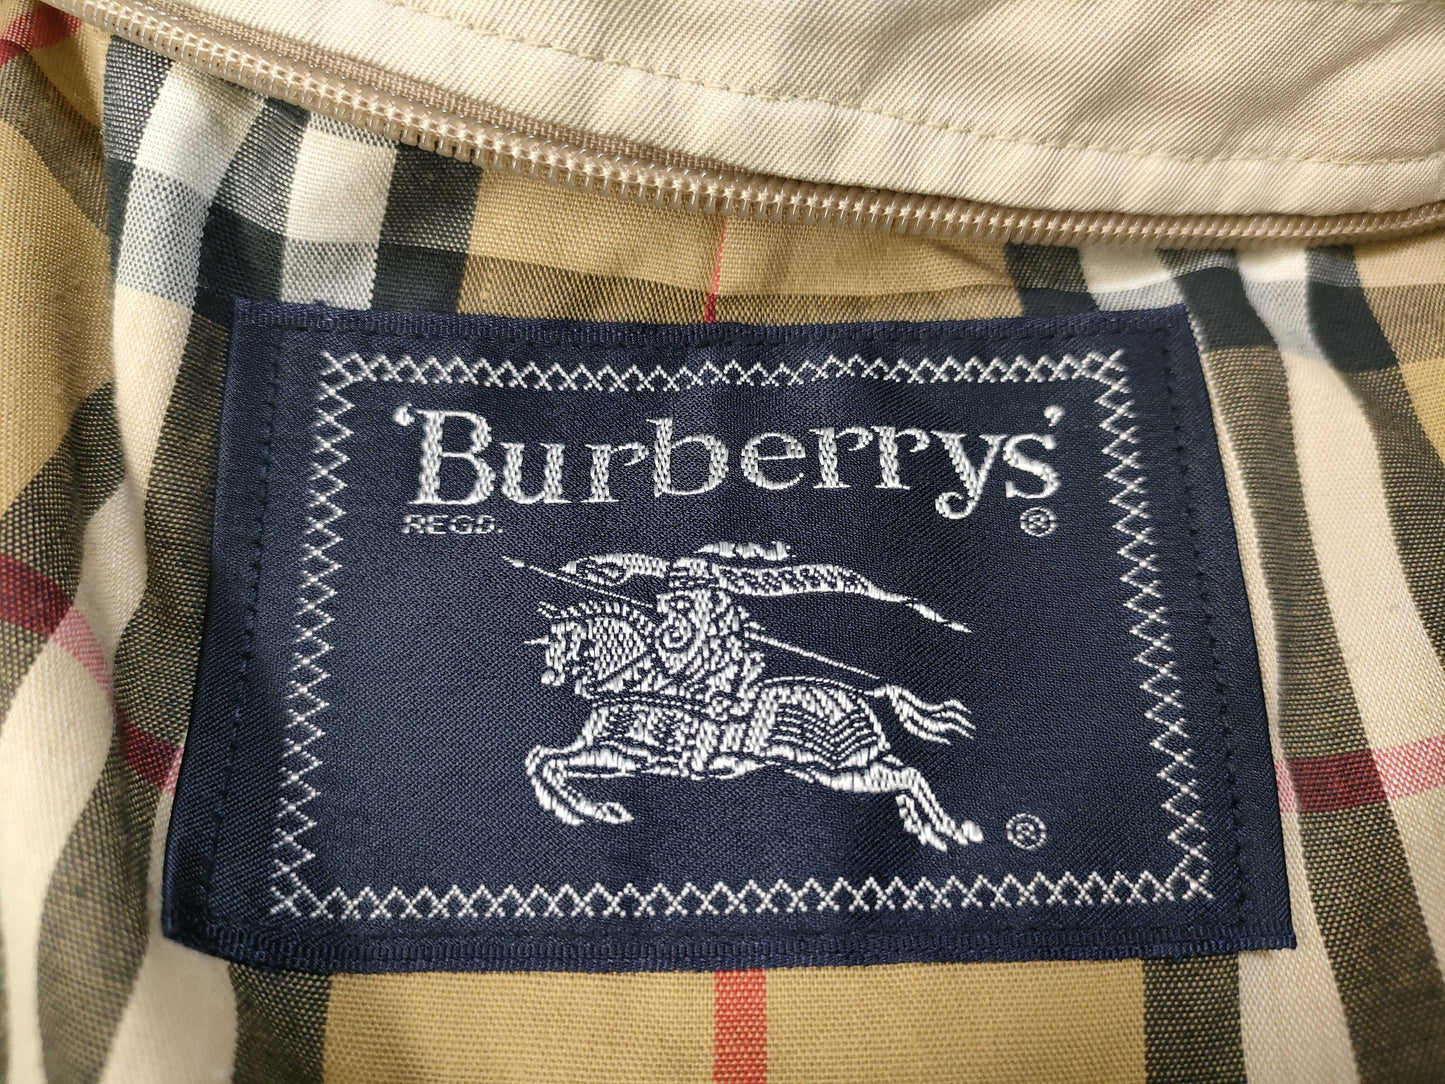 ‘Burberrys’
REGD. ®
®